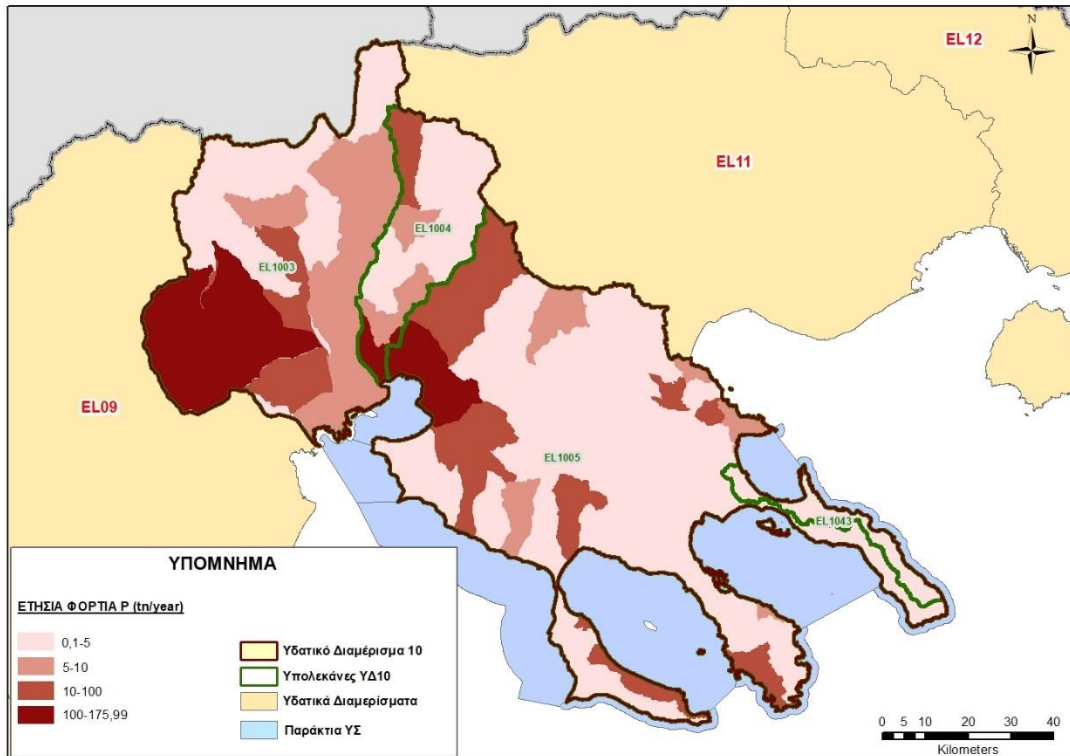 EL12
N
EL11
EL1004
EL1003
EL09
EL1005
EL1043
ΥΠΟΜΝΗΜΑ
ΕΤΗΣΙΑ ΦΟΡΤΙΑ P (tn/year)
0,1-5
5-10
10-100
100-175,99
Υδατικό Διαμέρισμα 10
Υπολεκάνες ΥΔ10
Υδατικά Διαμερίσματα
Παράκτια ΥΣ
0 5 10 20 30 40
Kilometers